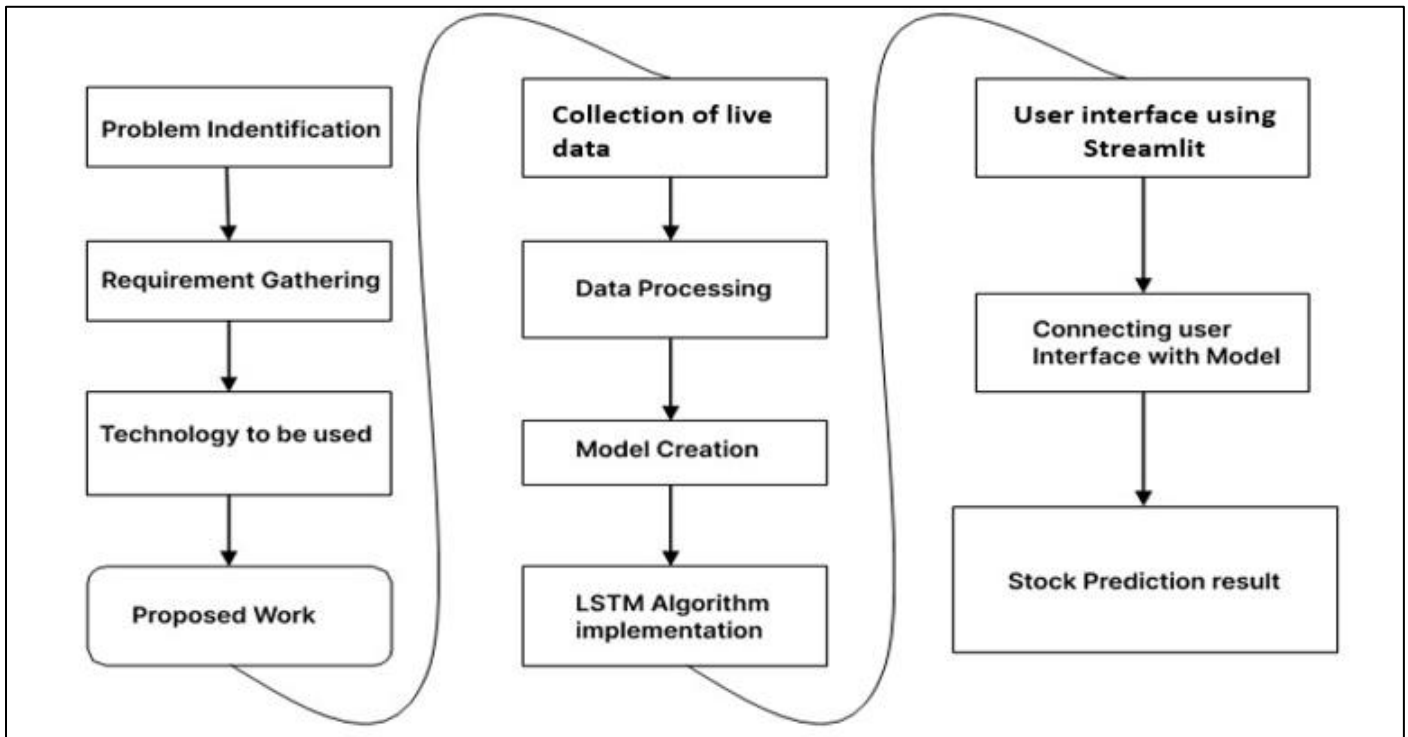 Problem Indentification
Requirement Gathering
Technology to be used
Proposed Work
Collection of live
data
Data Processing
Model Creation
LSTM Algorithm
implementation
User interface using
Streamlit
Connecting user
Interface with Model
Stock Prediction result